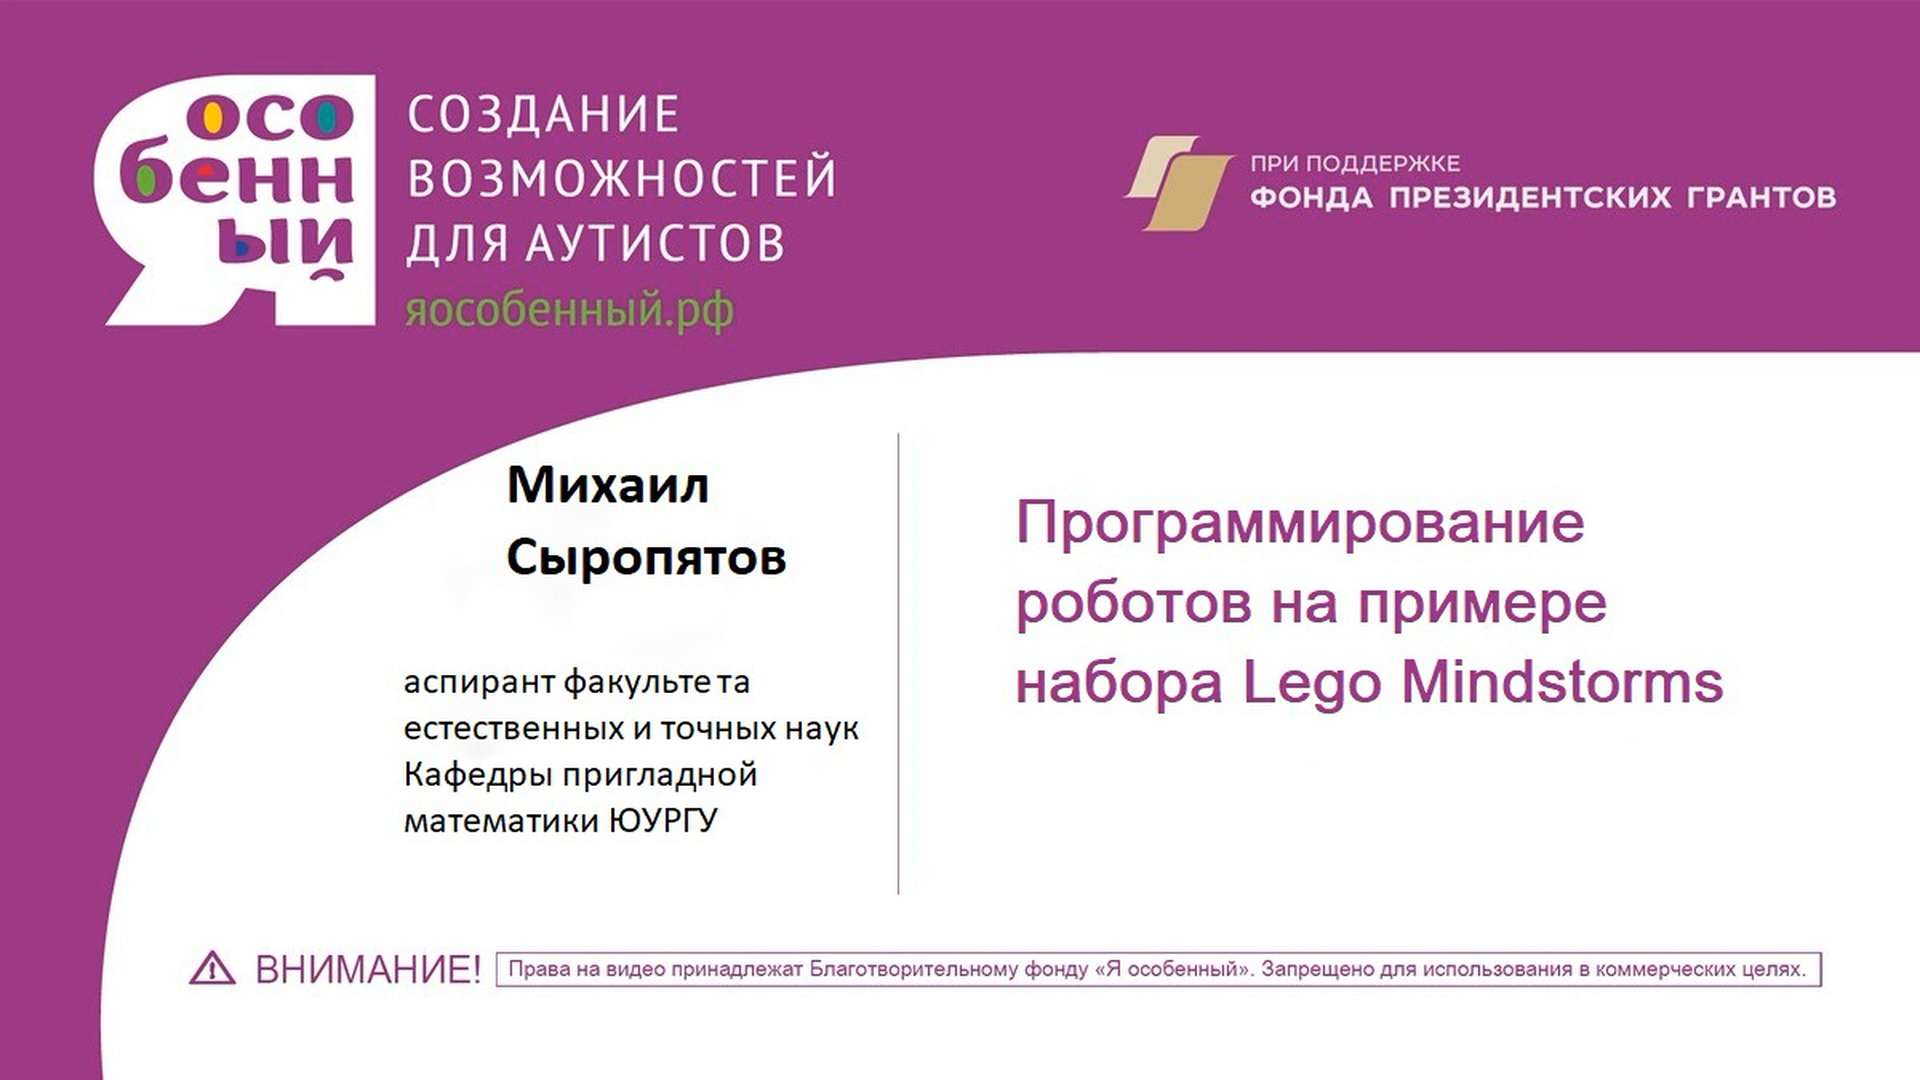 осо
бенн
ый
СОЗДАНИЕ
ВОЗМОЖНОСТЕЙ
ДЛЯ АУТИСТОВ
яособенный.рф
ПРИ ПОДДЕРЖКЕ
ФОНДА ПРЕЗИДЕНТСКИХ ГРАНТОВ
Михаил
Сыропятов
аспирант факультета
естественных и точных наук
Кафедры пригладной
математики ЮУРГУ
Программирование
роботов на примере
набора Lego Mindstorms
ВНИМАНИЕ! Права на видео принадлежат Благотворительному фонду «Я особенный». Запрещено для использования в коммерческих целях.